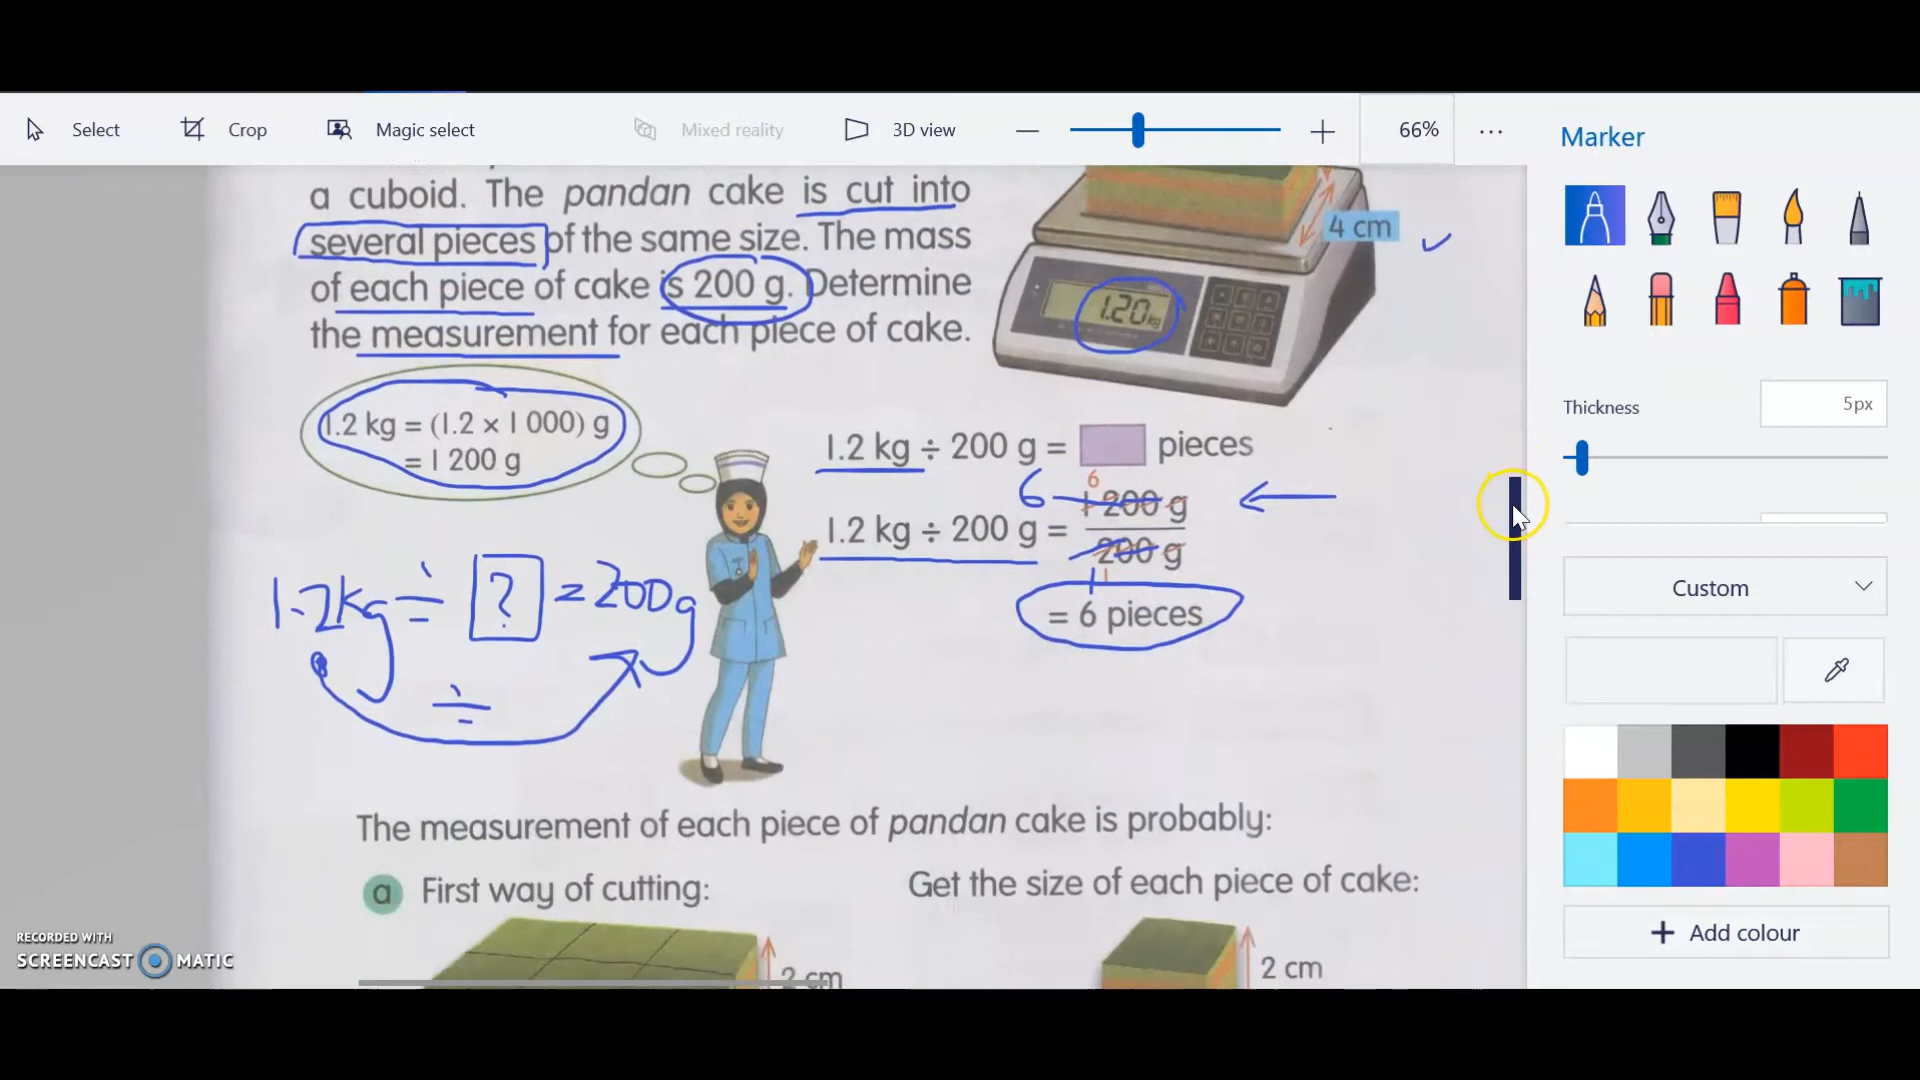 Select
Crop
Magic select
Mixed reality
3D view
66%
Marker
a cuboid. The pandan cake is cut into
several pieces of the same size. The mass
of each piece of cake is 200 g. Determine
the measurement for each piece of cake.
4 cm
1.20 kg
Thickness
5px
1.2 kg = (1.2 × 1 000) g
= 1 200 g
1.2 kg ÷ 200 g = pieces
6
6
1 200 g
1.2 kg ÷ 200 g =
200 g
1
= 6 pieces
1.2kg ÷ ? = 200g
÷
Custom
The measurement of each piece of pandan cake is probably:
a First way of cutting:
Get the size of each piece of cake:
2 cm
2 cm
Add colour
RECORDED WITH
SCREENCAST MATIC